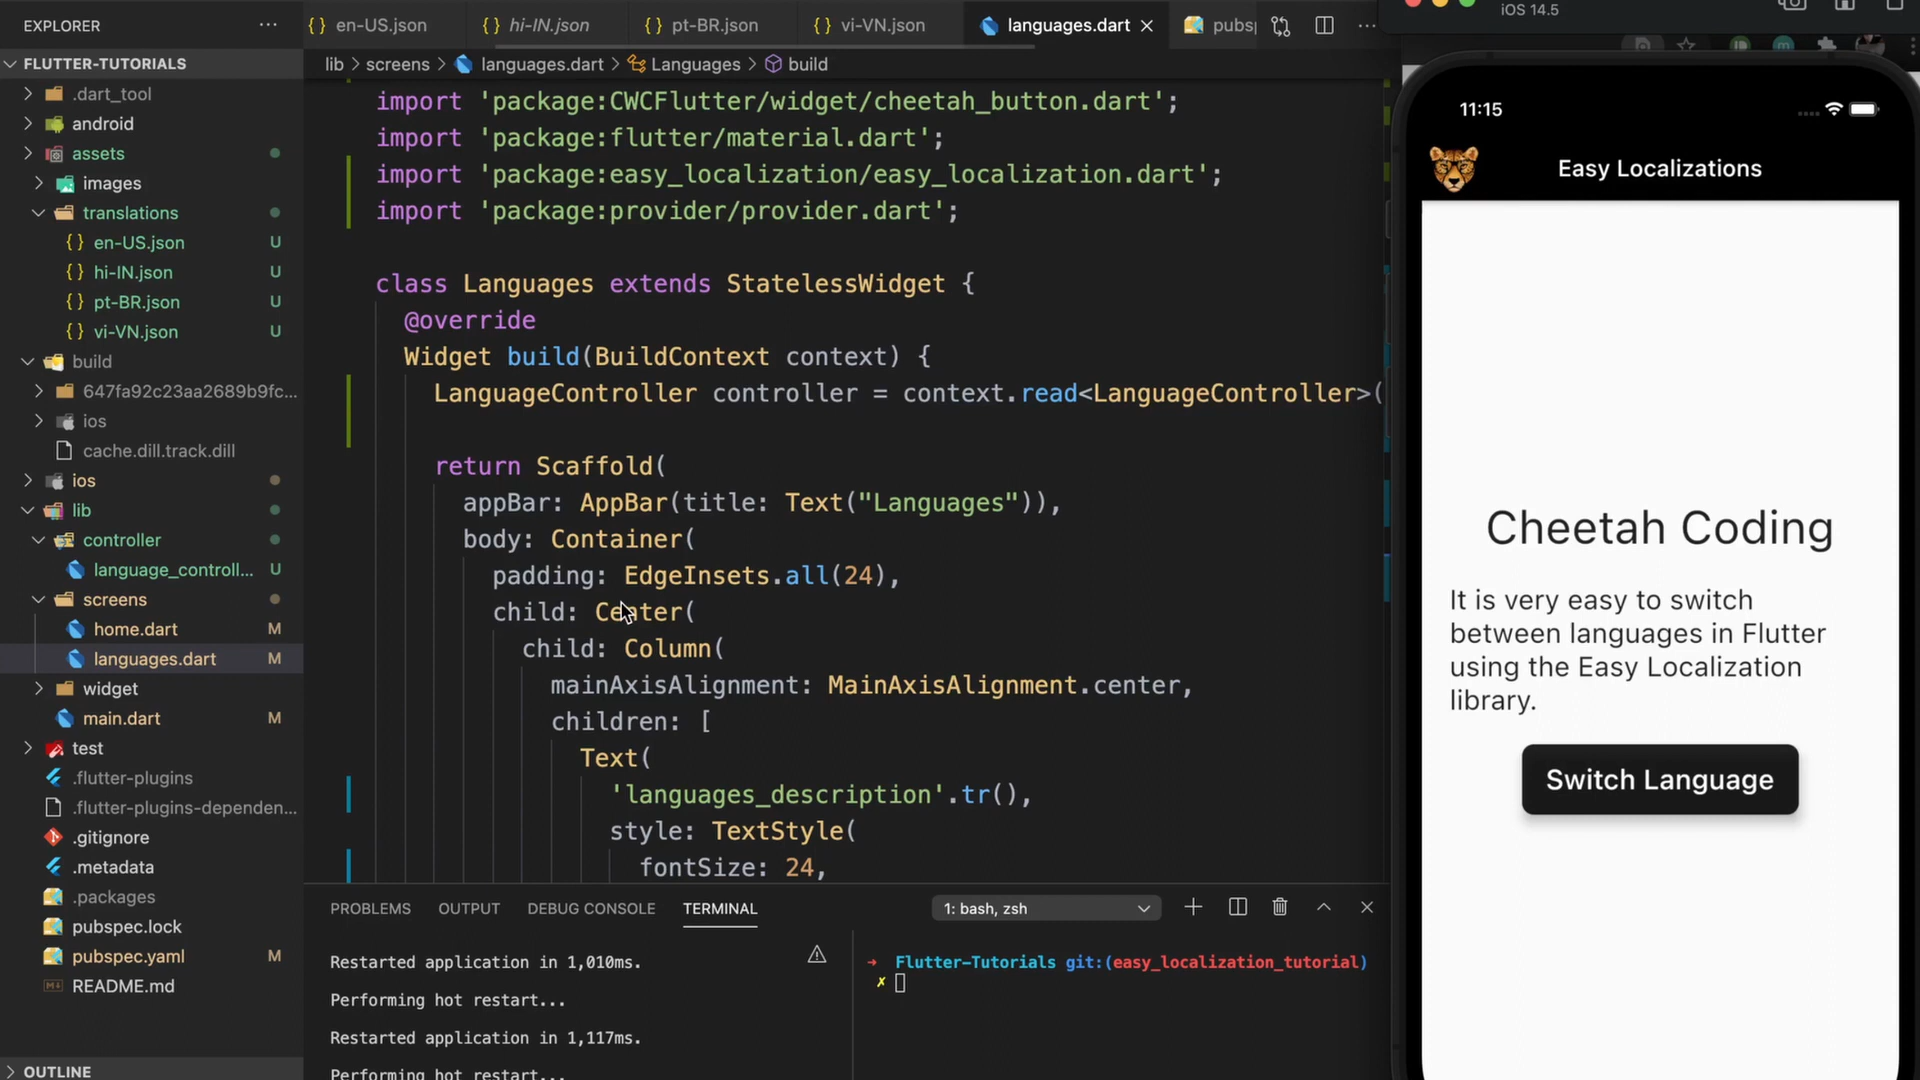 EXPLORER
FLUTTER-TUTORIALS
.dart_tool
android
assets
images
translations
en-US.json U
hi-IN.json U
pt-BR.json U
vi-VN.json U
build
647fa92c23aa2689b9fc...
ios
cache.dill.track.dill
ios
lib
controller
language_controll... U
screens
home.dart M
languages.dart M
widget
main.dart M
test
.flutter-plugins
.flutter-plugins-dependen...
.gitignore
.metadata
.packages
pubspec.lock
pubspec.yaml M
README.md
OUTLINE
en-US.json hi-IN.json pt-BR.json vi-VN.json languages.dart pubsp
lib > screens > languages.dart > Languages > build
import 'package:CWCFlutter/widget/cheetah_button.dart';
import 'package:flutter/material.dart';
import 'package:easy_localization/easy_localization.dart';
import 'package:provider/provider.dart';
class Languages extends StatelessWidget {
@override
Widget build(BuildContext context) {
LanguageController controller = context.read<LanguageController>(
return Scaffold(
appBar: AppBar(title: Text("Languages")),
body: Container(
padding: EdgeInsets.all(24),
child: Center(
child: Column(
mainAxisAlignment: MainAxisAlignment.center,
children: [
Text(
'languages_description'.tr(),
style: TextStyle(
fontSize: 24,
PROBLEMS OUTPUT DEBUG CONSOLE TERMINAL 1: bash, zsh
Restarted application in 1,010ms.
Performing hot restart...
Restarted application in 1,117ms.
Performing hot restart...
→ Flutter-Tutorials git:(easy_localization_tutorial)
✗
iOS 14.5
11:15
Easy Localizations
Cheetah Coding
It is very easy to switch
between languages in Flutter
using the Easy Localization
library.
Switch Language